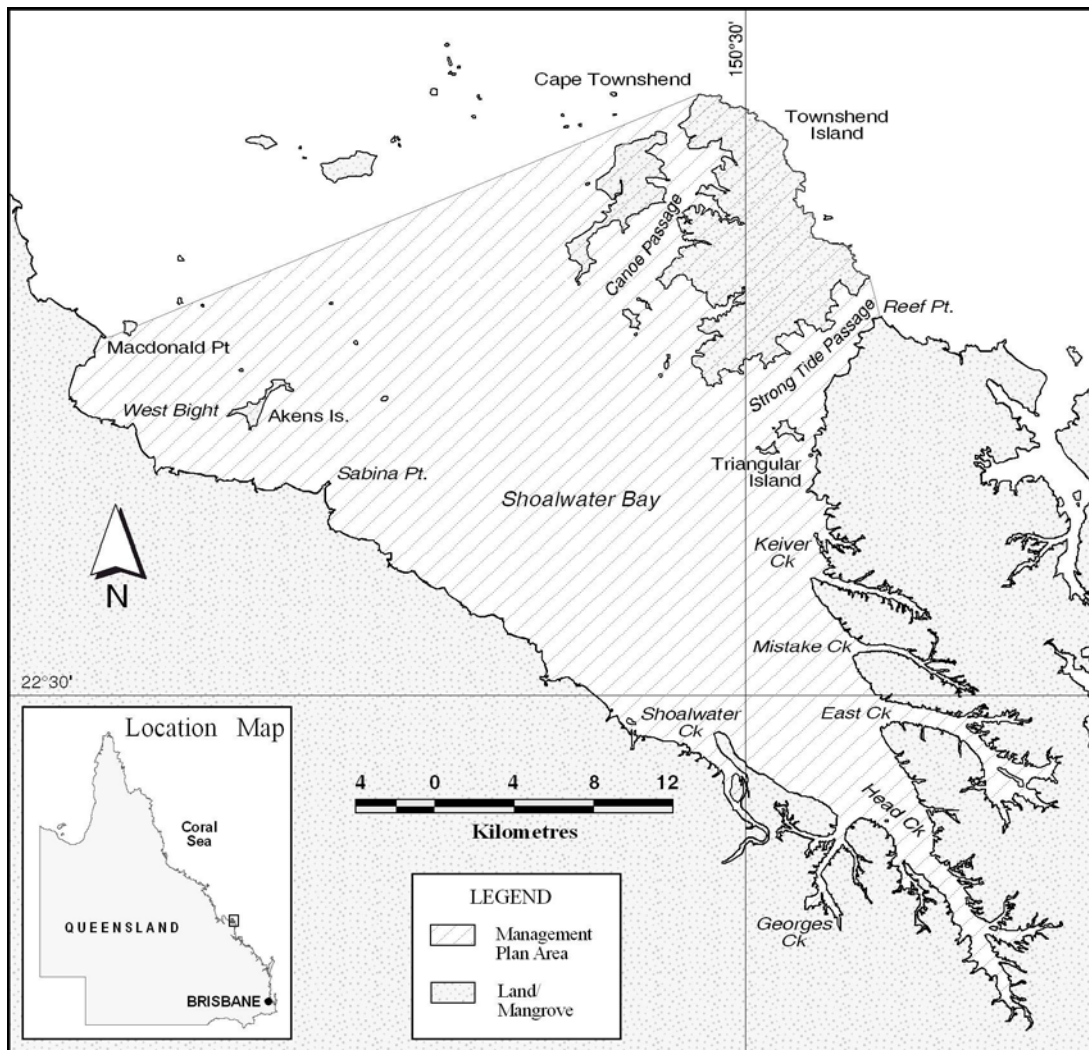 150°30'
Cape Townshend
Townshend
Island
Canoe Passage
Reef Pt.
Strong Tide Passage
Macdonald Pt
West Bight
Akens Is.
Sabina Pt.
Triangular
Island
Shoalwater Bay
Keiver
Ck
N
Mistake Ck
22°30'
Shoalwater
Ck
East Ck
Head Ck
Georges
Ck
4 0 4 8 12
Kilometres
Location Map
Coral
Sea
QUEENSLAND
BRISBANE
LEGEND
Management
Plan Area
Land/
Mangrove